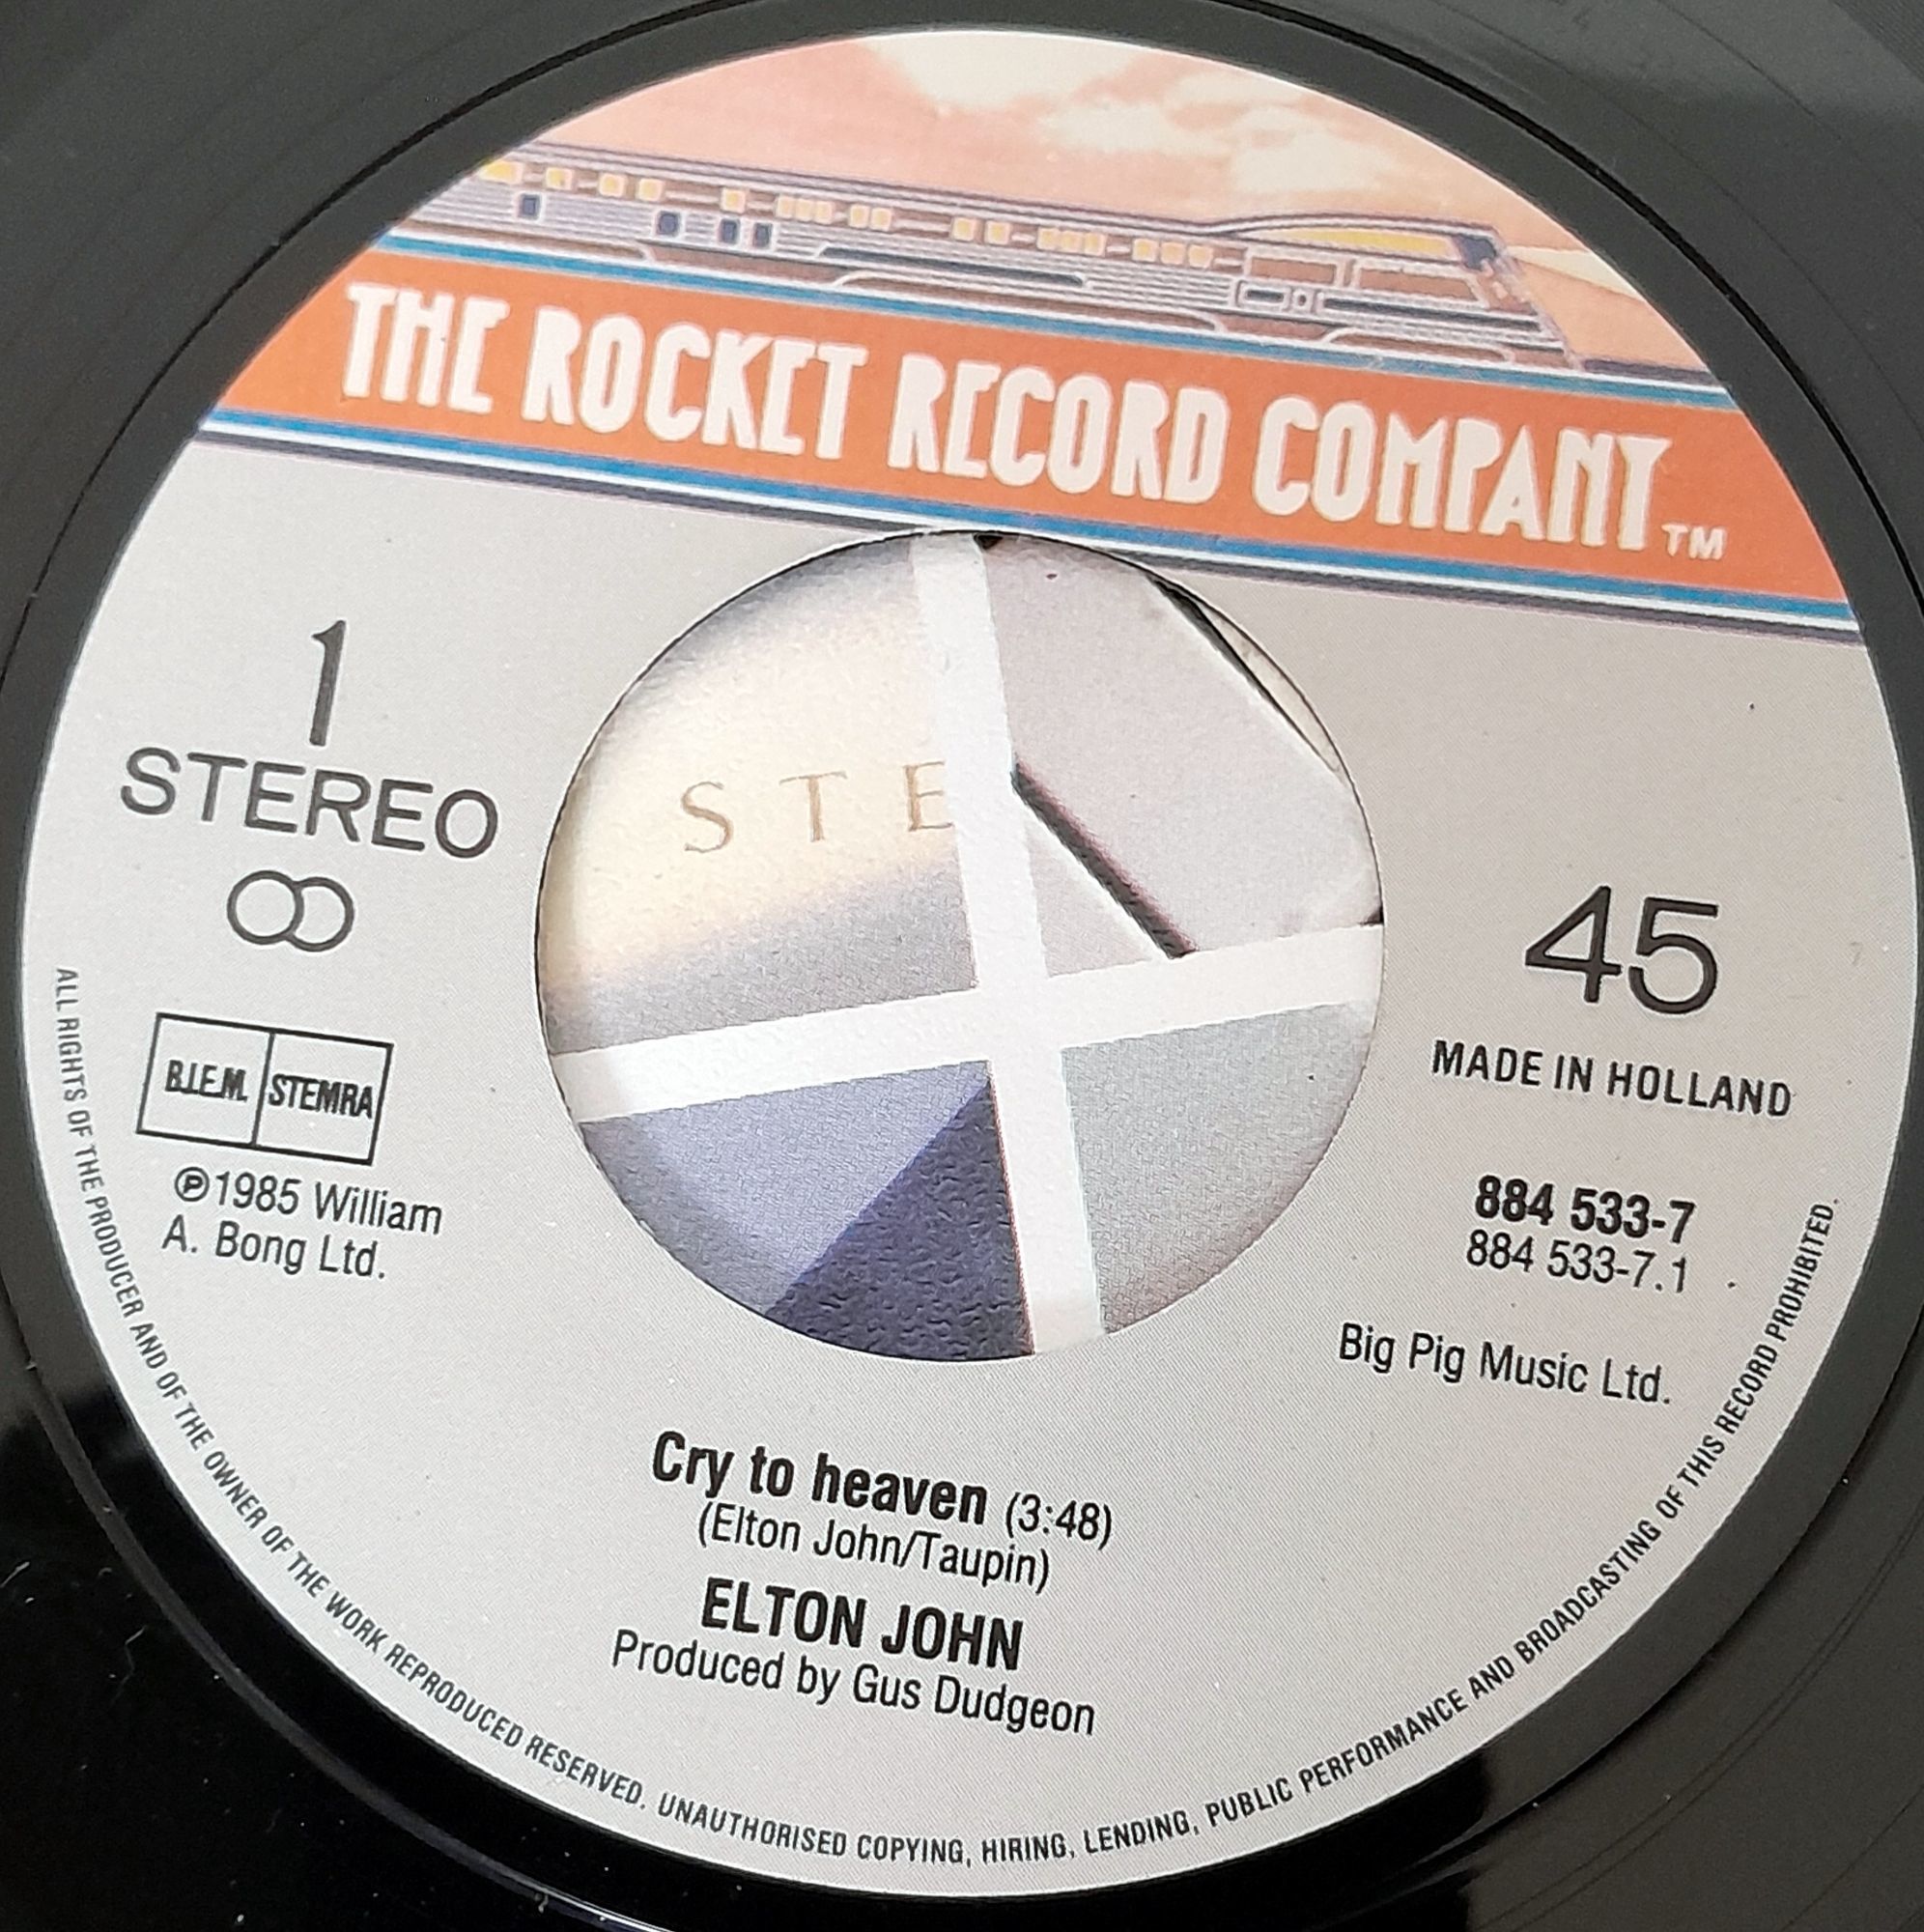 THE ROCKET RECORD COMPANY TM
1
STEREO
S T E
B.I.E.M. STEMRA
℗1985 William
A. Bong Ltd.
45
MADE IN HOLLAND
884 533-7
884 533-7.1
Big Pig Music Ltd.
Cry to heaven (3:48)
(Elton John/Taupin)
ELTON JOHN
Produced by Gus Dudgeon
ALL RIGHTS OF THE PRODUCER AND OF THE OWNER OF THE WORK REPRODUCED RESERVED. UNAUTHORISED COPYING, HIRING, LENDING, PUBLIC PERFORMANCE AND BROADCASTING OF THIS RECORD PROHIBITED.